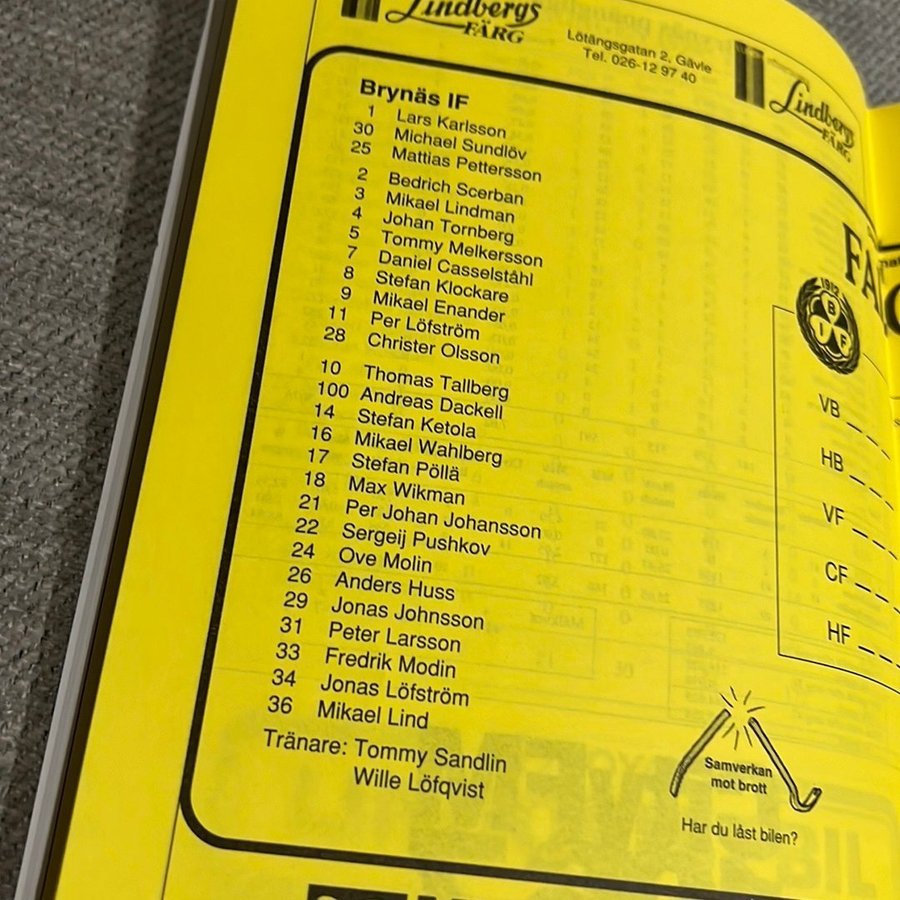 Lindbergs
FÄRG
Lötängsgatan 2, Gävle
Tel. 026-12 97 40
Lindbergs
FÄRG
Brynäs IF
1 Lars Karlsson
30 Michael Sundlöv
25 Mattias Pettersson
2 Bedrich Scerban
3 Mikael Lindman
4 Johan Tornberg
5 Tommy Melkersson
7 Daniel Casselståhl
8 Stefan Klockare
9 Mikael Enander
11 Per Löfström
28 Christer Olsson
10 Thomas Tallberg
100 Andreas Dackell
14 Stefan Ketola
16 Mikael Wahlberg
17 Stefan Pöllä
18 Max Wikman
21 Per Johan Johansson
22 Sergeij Pushkov
24 Ove Molin
26 Anders Huss
29 Jonas Johnsson
31 Peter Larsson
33 Fredrik Modin
34 Jonas Löfström
36 Mikael Lind
Tränare: Tommy Sandlin
Wille Löfqvist
1912
B
I F
VB
HB
VF
CF
HF
Samverkan
mot brott
Har du låst bilen?